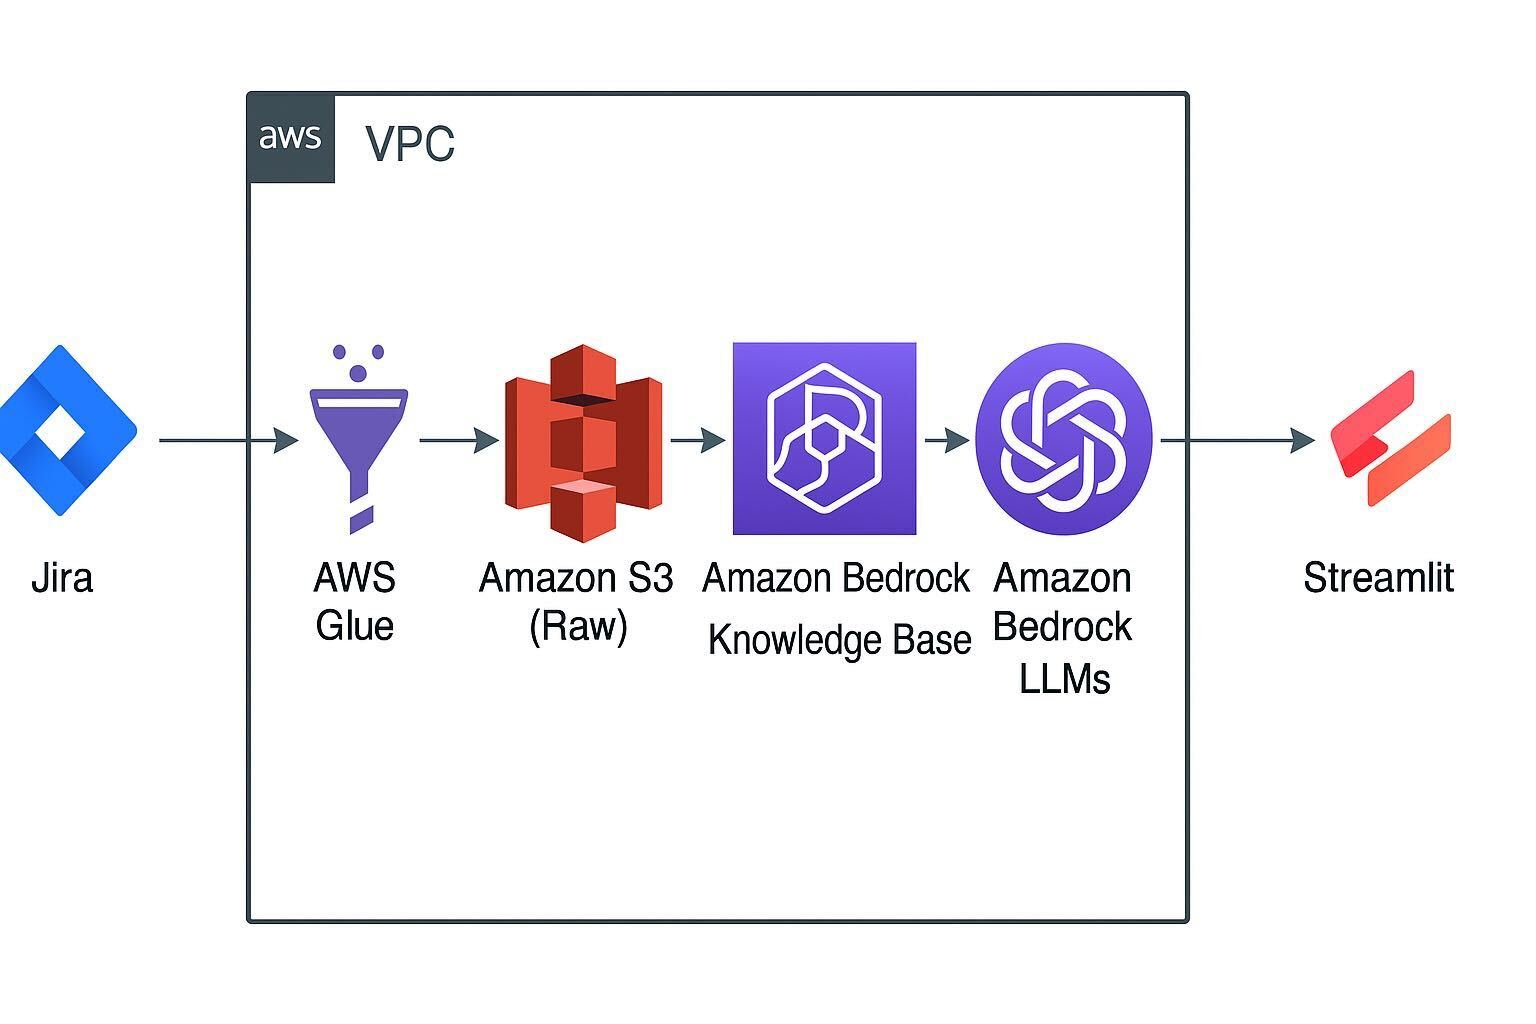 aws
VPC
Jira
AWS
Glue
Amazon S3
(Raw)
Amazon Bedrock
Knowledge Base
Amazon
Bedrock
LLMs
Streamlit